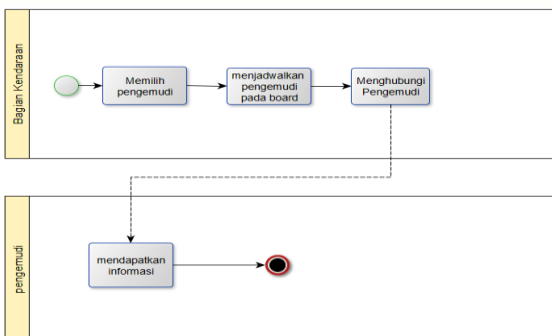 Bagian Kendaraan
Memilih
pengemudi
menjadwalkan
pengemudi
pada board
Menghubungi
Pengemudi
pengemudi
mendapatkan
informasi